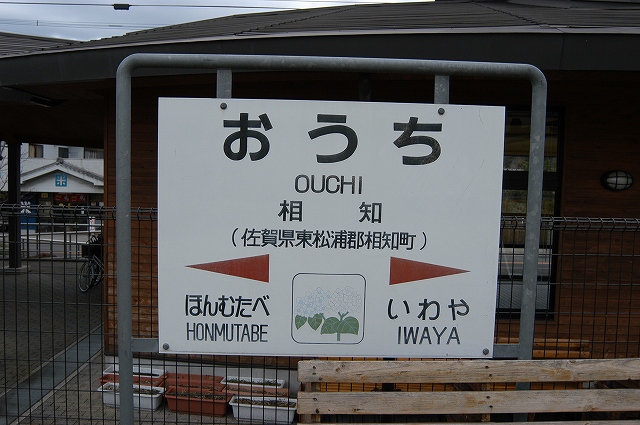 おうち
OUCHI
相知
（佐賀県東松浦郡相知町）
ほんむたべ いわや
HONMUTABE IWAYA
米